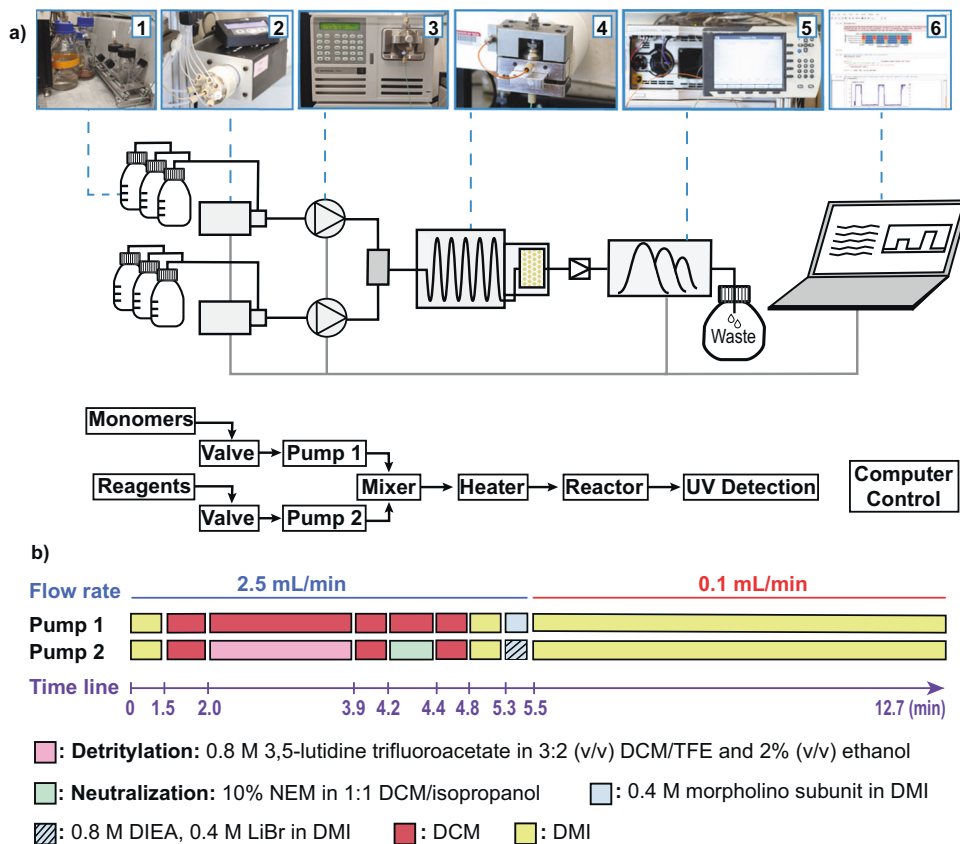 a)
1
2
3
4
5
6
Waste
Monomers
Valve
Pump 1
Reagents
Mixer
Heater
Reactor
UV Detection
Computer
Control
Valve
Pump 2
b)
Flow rate
2.5 mL/min
0.1 mL/min
Pump 1
Pump 2
Time line
0 1.5 2.0 3.9 4.2 4.4 4.8 5.3 5.5 12.7 (min)
: Detritylation: 0.8 M 3,5-lutidine trifluoroacetate in 3:2 (v/v) DCM/TFE and 2% (v/v) ethanol
: Neutralization: 10% NEM in 1:1 DCM/isopropanol : 0.4 M morpholino subunit in DMI
: 0.8 M DIEA, 0.4 M LiBr in DMI : DCM : DMI